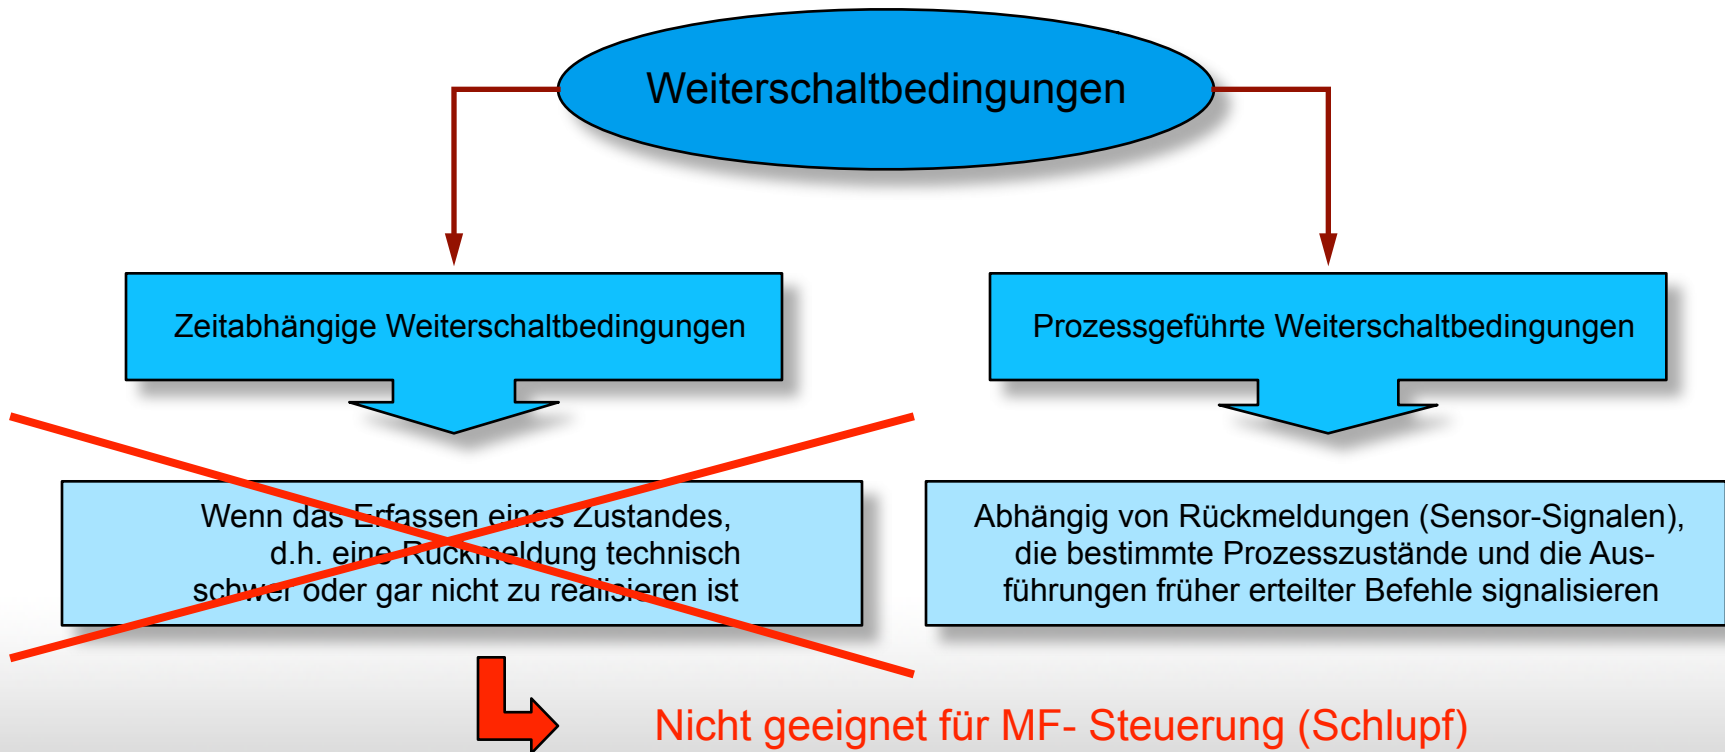 Weiterschaltbedingungen
Zeitabhängige Weiterschaltbedingungen
Prozessgeführte Weiterschaltbedingungen
Wenn das Erfassen eines Zustandes,
d.h. eine Rückmeldung technisch
schwer oder gar nicht zu realisieren ist
Abhängig von Rückmeldungen (Sensor-Signalen),
die bestimmte Prozesszustände und die Aus-
führungen früher erteilter Befehle signalisieren
Nicht geeignet für MF- Steuerung (Schlupf)